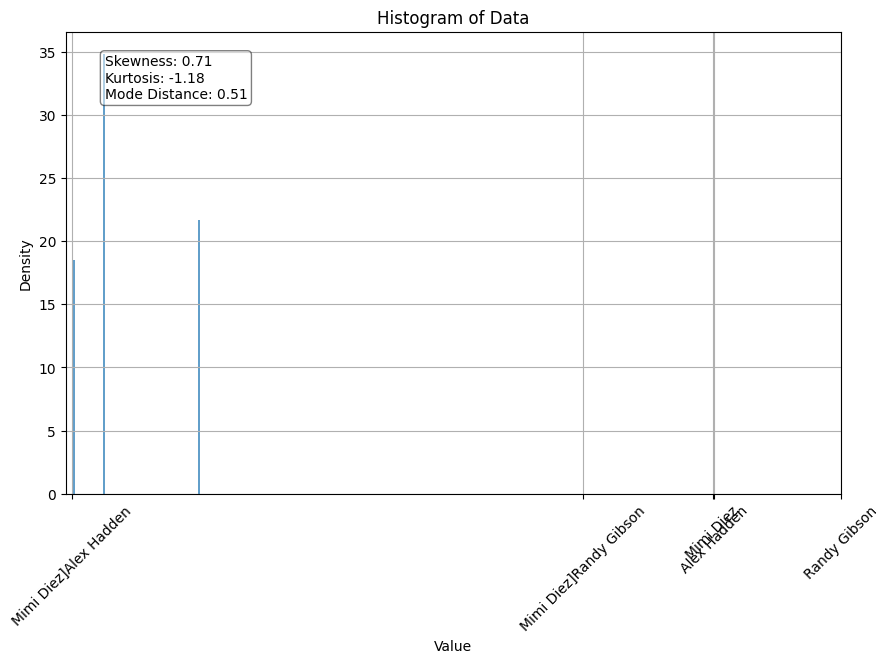 Histogram of Data
Skewness: 0.71
Kurtosis: -1.18
Mode Distance: 0.51
Density
35
30
25
20
15
10
5
0
Mimi Diez]Alex Hadden
Mimi Diez]Randy Gibson
Mimi Diez
Alex Hadden
Randy Gibson
Value